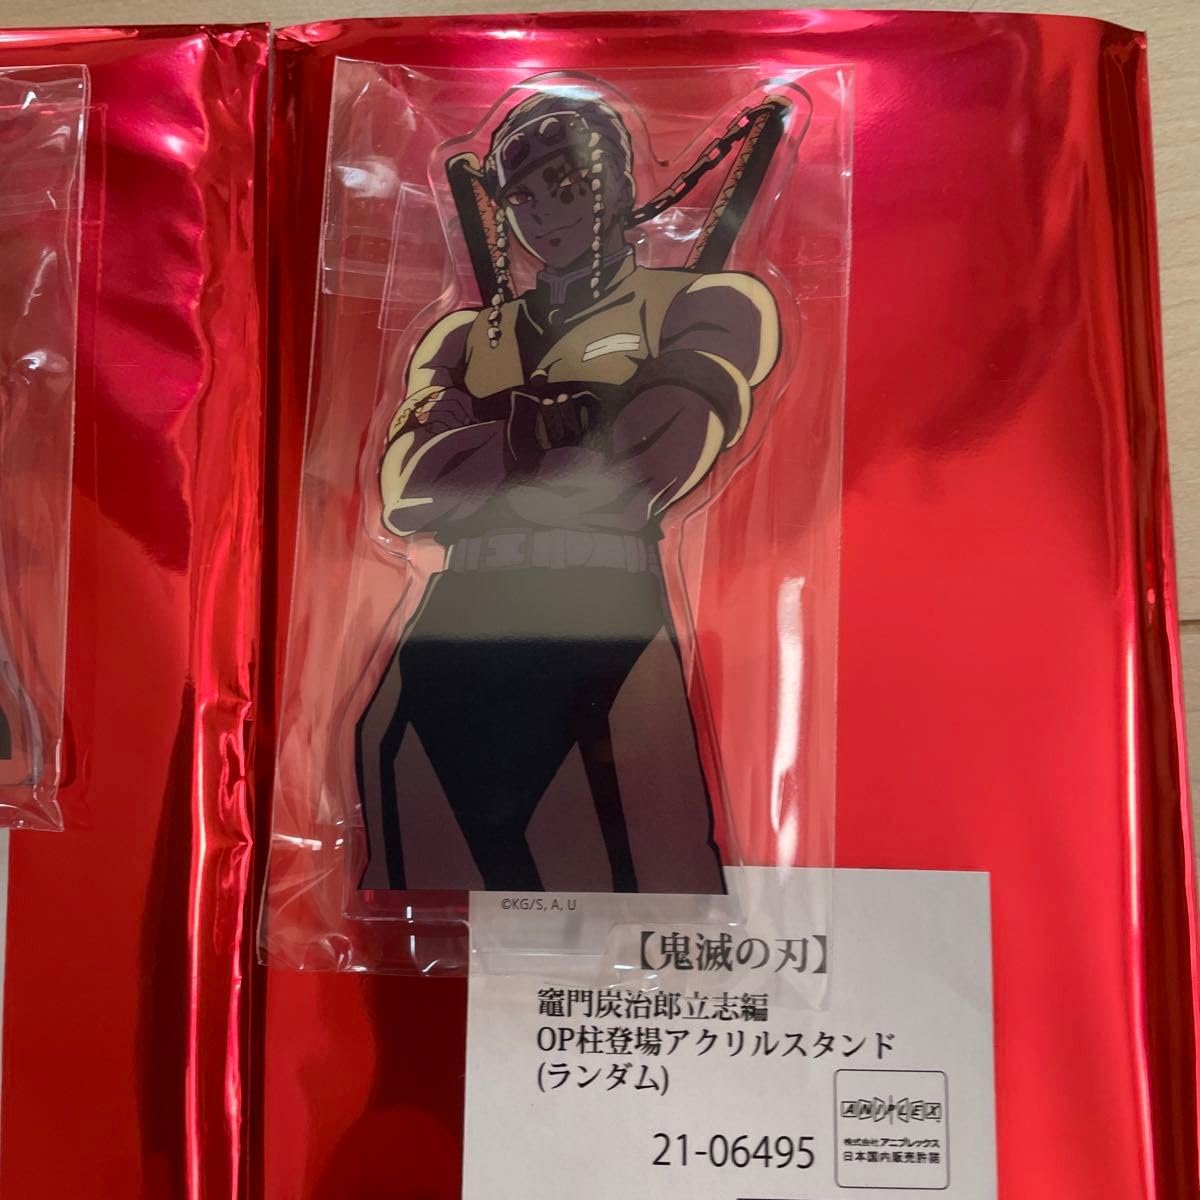 ©KG/S, A, U
【鬼滅の刃】
竈門炭治郎立志編
OP柱登場アクリルスタンド
(ランダム)
21-06495
ANIPLEX
株式会社アニプレックス
日本国内販売許諾